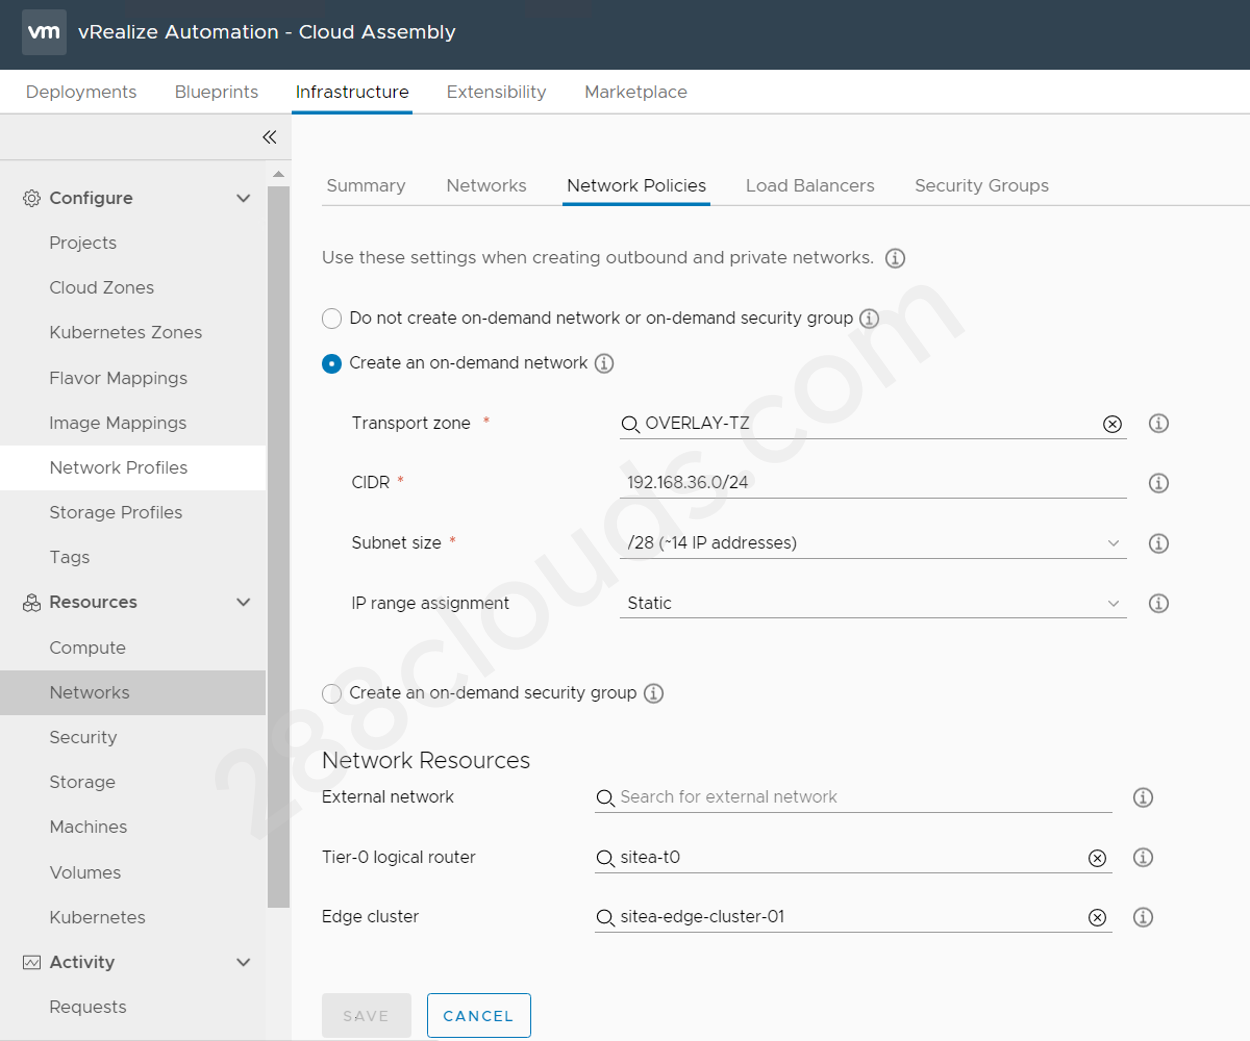 vm vRealize Automation - Cloud Assembly
Deployments Blueprints Infrastructure Extensibility Marketplace
Configure
Projects
Cloud Zones
Kubernetes Zones
Flavor Mappings
Image Mappings
Network Profiles
Storage Profiles
Tags
Resources
Compute
Networks
Security
Storage
Machines
Volumes
Kubernetes
Activity
Requests
Summary Networks Network Policies Load Balancers Security Groups
Use these settings when creating outbound and private networks.
Do not create on-demand network or on-demand security group
Create an on-demand network
Transport zone * OVERLAY-TZ
CIDR * 192.168.36.0/24
Subnet size * /28 (~14 IP addresses)
IP range assignment Static
Create an on-demand security group
Network Resources
External network Search for external network
Tier-0 logical router sitea-t0
Edge cluster sitea-edge-cluster-01
SAVE CANCEL
288clouds.com